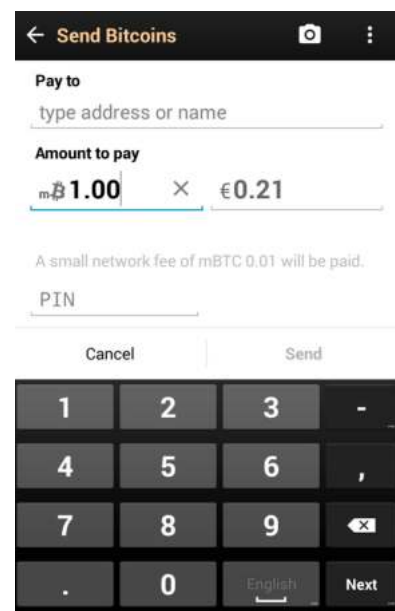 Send Bitcoins
Pay to
type address or name
Amount to pay
m₿1.00 × €0.21
A small network fee of mBTC 0.01 will be paid.
PIN
Cancel Send
1 2 3 -
4 5 6 ,
7 8 9
. 0 English Next